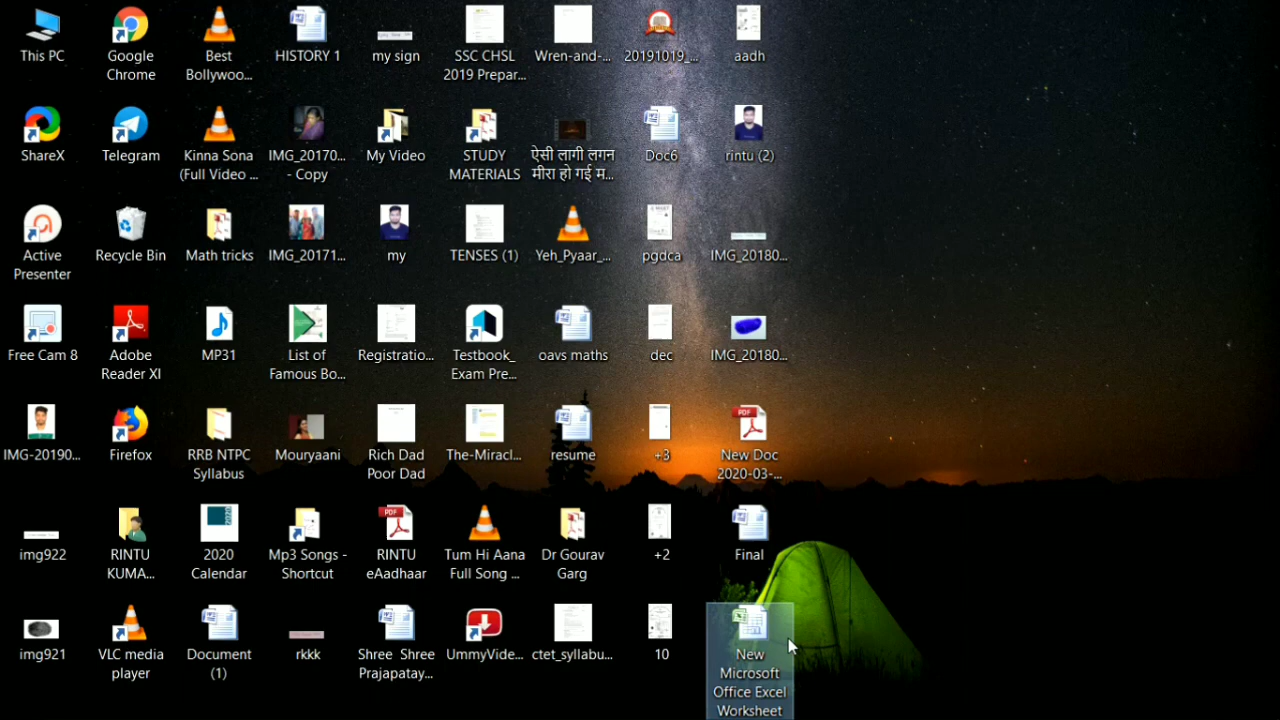 This PC
Google
Chrome
Best
Bollywoo...
HISTORY 1
my sign
SSC CHSL
2019 Prepar...
Wren-and-...
20191019_...
aadh
ShareX
Telegram
Kinna Sona
(Full Video ...
IMG_20170...
- Copy
My Video
STUDY
MATERIALS
ऐसी लागी लगन
मीरा हो गई म...
Doc6
rintu (2)
Active
Presenter
Recycle Bin
Math tricks
IMG_20171...
my
TENSES (1)
Yeh_Pyaar_...
pgdca
IMG_20180...
Free Cam 8
Adobe
Reader XI
MP31
List of
Famous Bo...
Registratio...
Testbook_
Exam Pre...
oavs maths
dec
IMG_20180...
IMG-20190...
Firefox
RRB NTPC
Syllabus
Mouryaani
Rich Dad
Poor Dad
The-Miracl...
resume
+3
PDF
New Doc
2020-03-...
img922
RINTU
KUMA...
2020
Calendar
Mp3 Songs -
Shortcut
PDF
RINTU
eAadhaar
Tum Hi Aana
Full Song ...
Dr Gourav
Garg
+2
Final
img921
VLC media
player
Document
(1)
rkkk
Shree Shree
Prajapatay...
UmmyVide...
ctet_syllabu...
10
New
Microsoft
Office Excel
Worksheet